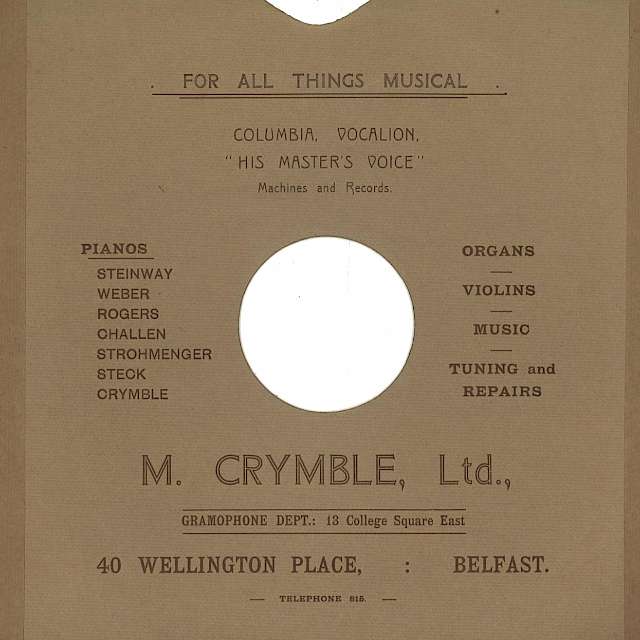 . FOR ALL THINGS MUSICAL .
COLUMBIA, VOCALION,
"HIS MASTER'S VOICE"
Machines and Records.
PIANOS
STEINWAY
WEBER
ROGERS
CHALLEN
STROHMENGER
STECK
CRYMBLE
ORGANS
VIOLINS
MUSIC
TUNING and
REPAIRS
M. CRYMBLE, Ltd.,
GRAMOPHONE DEPT.: 13 College Square East
40 WELLINGTON PLACE, : BELFAST.
— TELEPHONE 815. —